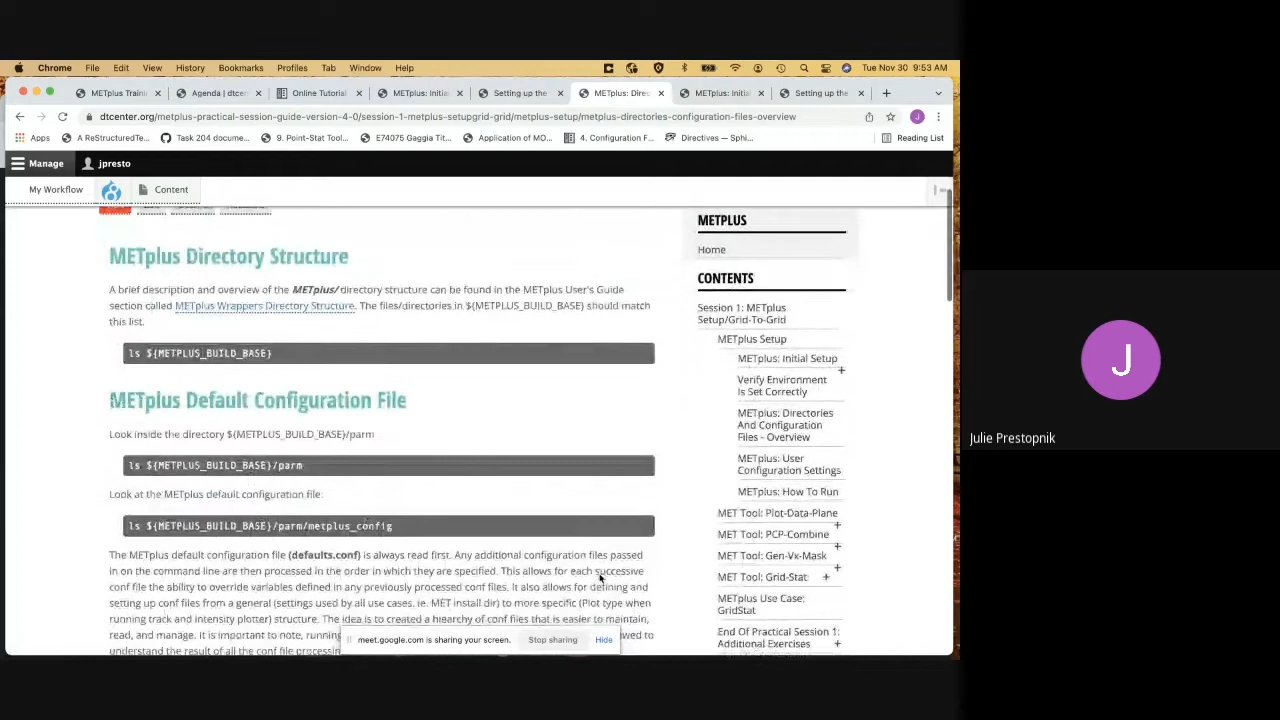 Chrome File Edit View History Bookmarks Profiles Tab Window Help Tue Nov 30 9:53 AM
METplus Train METplus: Agenda | dtcen Online Tutorial METplus: Initial Setting up the METplus: Direc METplus: Initia Setting up the
dtcenter.org/metplus-practical-session-guide-version-4-0/session-1-metplus-setupgrid-grid/metplus-setup/metplus-directories-configuration-files-overview
Apps A ReStructuredTe... Task 204 docume... 9. Point-Stat Tool... E74075 Gaggia Tit... Application of MO... 4. Configuration F... Directives — Sphi... Reading List
Manage jpresto
My Workflow Content
METplus Directory Structure
A brief description and overview of the METplus/ directory structure can be found in the METplus User's Guide
section called METplus Wrappers Directory Structure. The files/directories in ${METPLUS_BUILD_BASE} should match
this list.
ls ${METPLUS_BUILD_BASE}
METplus Default Configuration File
Look inside the directory ${METPLUS_BUILD_BASE}/parm
ls ${METPLUS_BUILD_BASE}/parm
Look at the METplus default configuration file:
ls ${METPLUS_BUILD_BASE}/parm/metplus_config
The METplus default configuration file (defaults.conf) is always read first. Any additional configuration files passed
in on the command line are then processed in the order in which they are specified. This allows for each successive
conf file the ability to override variables defined in any previously processed conf files. It also allows for defining and
setting up conf files from a general (settings used by all use cases. ie. MET install dir) to more specific (Plot type when
running track and intensity plotter) structure. The idea is to created a hiearchy of conf files that is easier to maintain,
read, and manage. It is important to note, running
understand the result of all the conf file
METPLUS
Home
CONTENTS
Session 1: METplus
Setup/Grid-To-Grid
METplus Setup
METplus: Initial Setup
Verify Environment
Is Set Correctly
METplus: Directories
And Configuration
Files - Overview
METplus: User
Configuration Settings
METplus: How To Run
MET Tool: Plot-Data-Plane
MET Tool: PCP-Combine
MET Tool: Gen-Vx-Mask
MET Tool: Grid-Stat
METplus Use Case:
GridStat
End Of Practical Session 1:
Additional Exercises
meet.google.com is sharing your screen. Stop sharing Hide
J
Julie Prestopnik